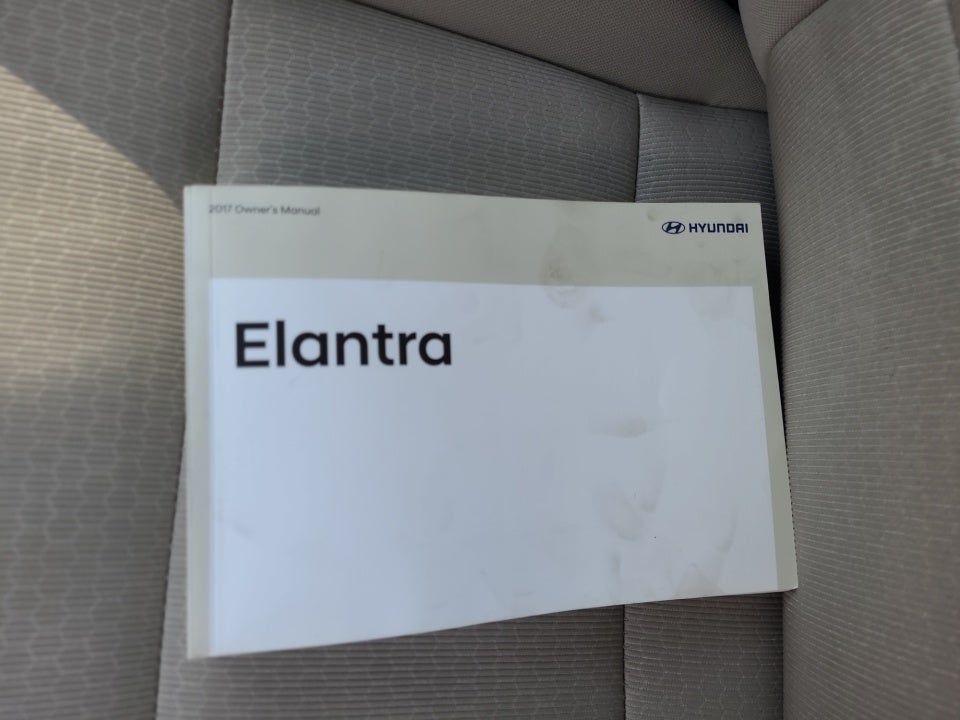 2017 Owner's Manual
HYUNDAI
Elantra